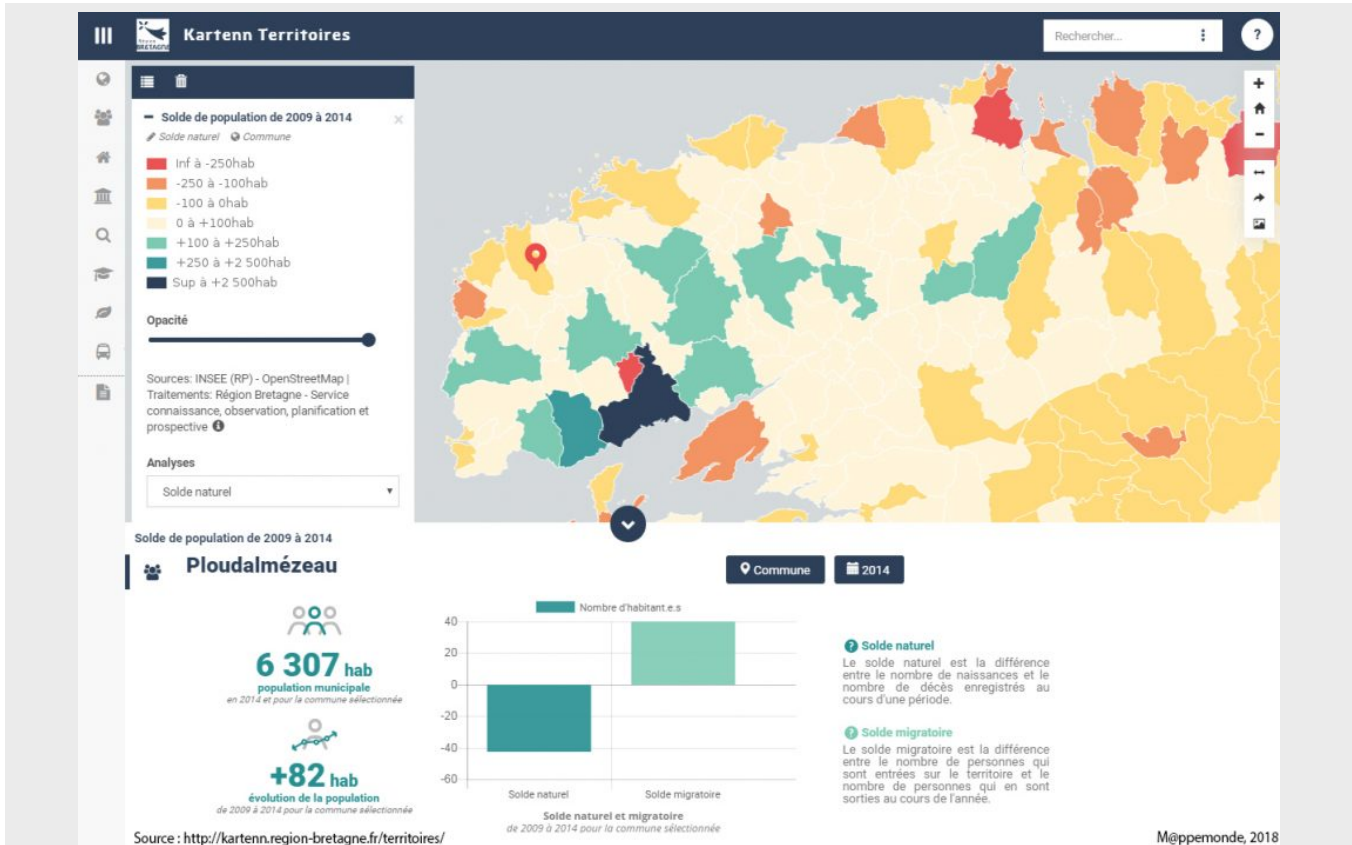 BRETAGNE
Kartenn Territoires
Rechercher...
?
Solde de population de 2009 à 2014
Solde naturel Commune
Inf à -250hab
-250 à -100hab
-100 à 0hab
0 à +100hab
+100 à +250hab
+250 à +2 500hab
Sup à +2 500hab
Opacité
Sources: INSEE (RP) - OpenStreetMap |
Traitements: Région Bretagne - Service
connaissance, observation, planification et
prospective
Analyses
Solde naturel
Solde de population de 2009 à 2014
Ploudalmézeau
Commune
2014
6 307 hab
population municipale
en 2014 et pour la commune sélectionnée
+82 hab
évolution de la population
de 2009 à 2014 pour la commune sélectionnée
Nombre d'habitant.e.s
40
20
0
-20
-40
-60
Solde naturel
Solde migratoire
Solde naturel et migratoire
de 2009 à 2014 pour la commune sélectionnée
? Solde naturel
Le solde naturel est la différence
entre le nombre de naissances et le
nombre de décès enregistrés au
cours d'une période.
? Solde migratoire
Le solde migratoire est la différence
entre le nombre de personnes qui
sont entrées sur le territoire et le
nombre de personnes qui en sont
sorties au cours de l'année.
Source : http://kartenn.region-bretagne.fr/territoires/
M@ppemonde, 2018